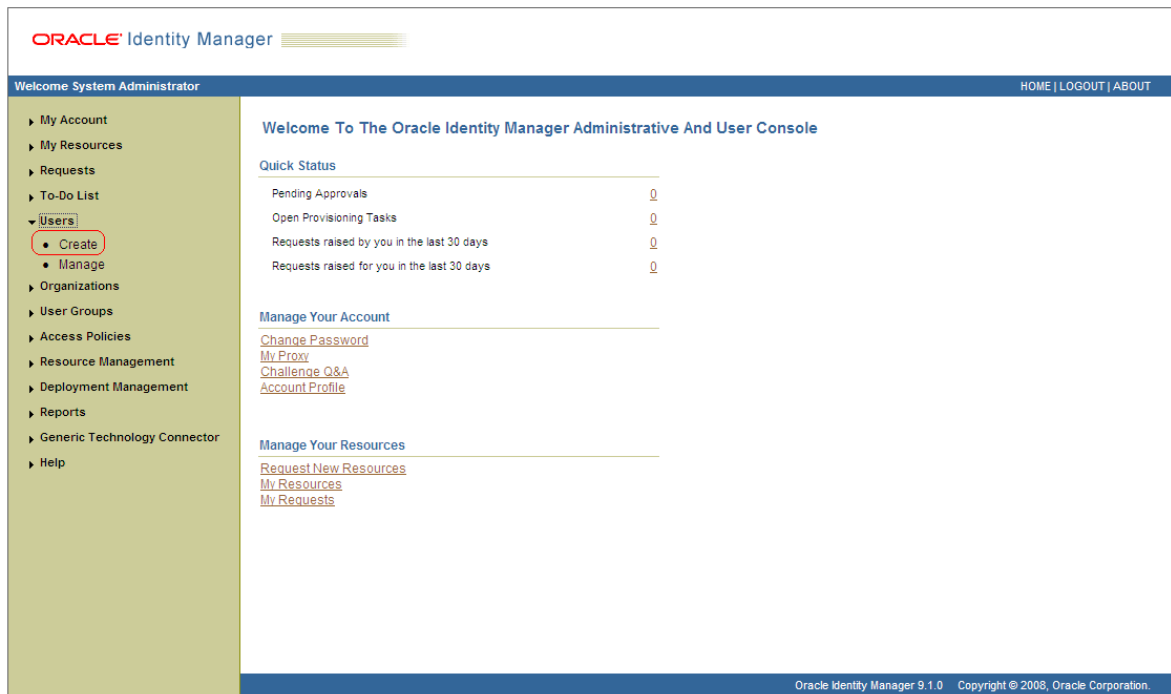 ORACLE Identity Manager
Welcome System Administrator
HOME | LOGOUT | ABOUT
My Account
My Resources
Requests
To-Do List
Users
Create
Manage
Organizations
User Groups
Access Policies
Resource Management
Deployment Management
Reports
Generic Technology Connector
Help
Welcome To The Oracle Identity Manager Administrative And User Console
Quick Status
Pending Approvals 0
Open Provisioning Tasks 0
Requests raised by you in the last 30 days 0
Requests raised for you in the last 30 days 0
Manage Your Account
Change Password
My Proxy
Challenge Q&A
Account Profile
Manage Your Resources
Request New Resources
My Resources
My Requests
Oracle Identity Manager 9.1.0 Copyright © 2008, Oracle Corporation.